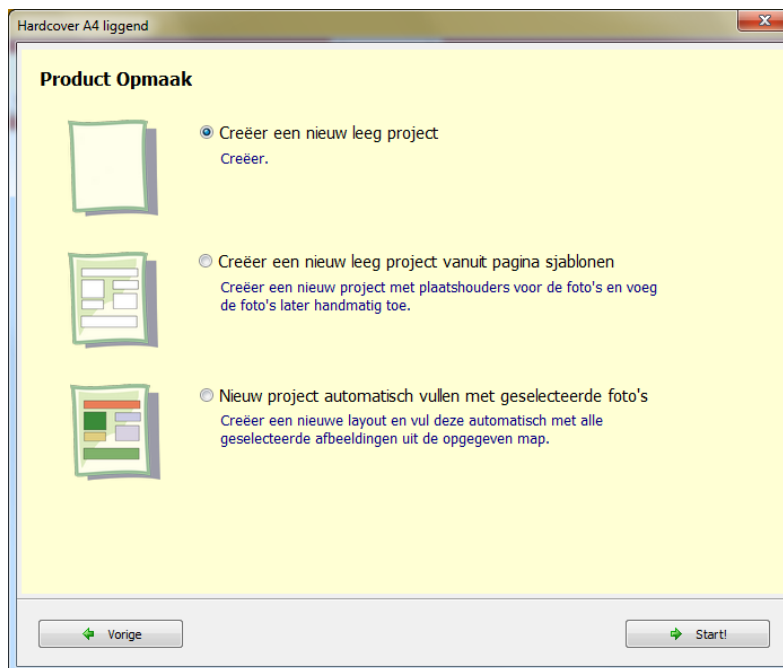 Hardcover A4 liggend
Product Opmaak
Creëer een nieuw leeg project
Creëer.
Creëer een nieuw leeg project vanuit pagina sjablonen
Creëer een nieuw project met plaatshouders voor de foto's en voeg
de foto's later handmatig toe.
Nieuw project automatisch vullen met geselecteerde foto's
Creëer een nieuwe layout en vul deze automatisch met alle
geselecteerde afbeeldingen uit de opgegeven map.
Vorige
Start!